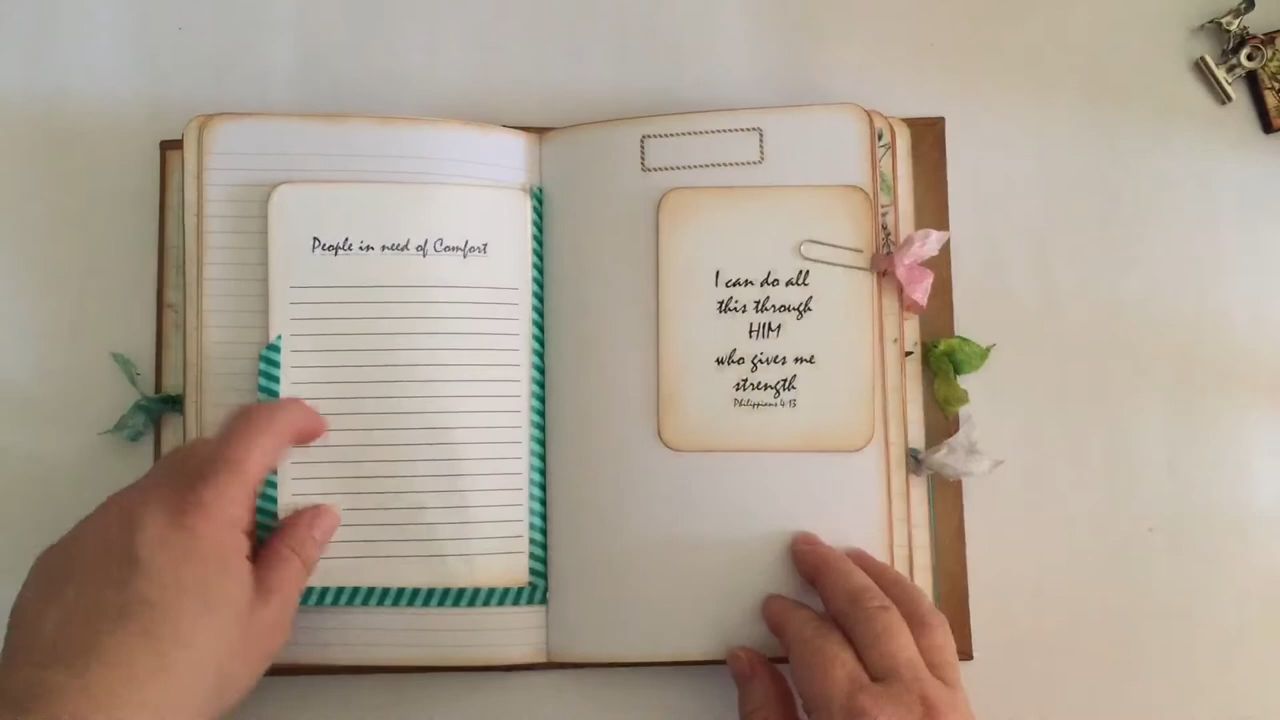 People in need of Comfort
I can do all
this through
HIM
who gives me
strength
Philippians 4:13